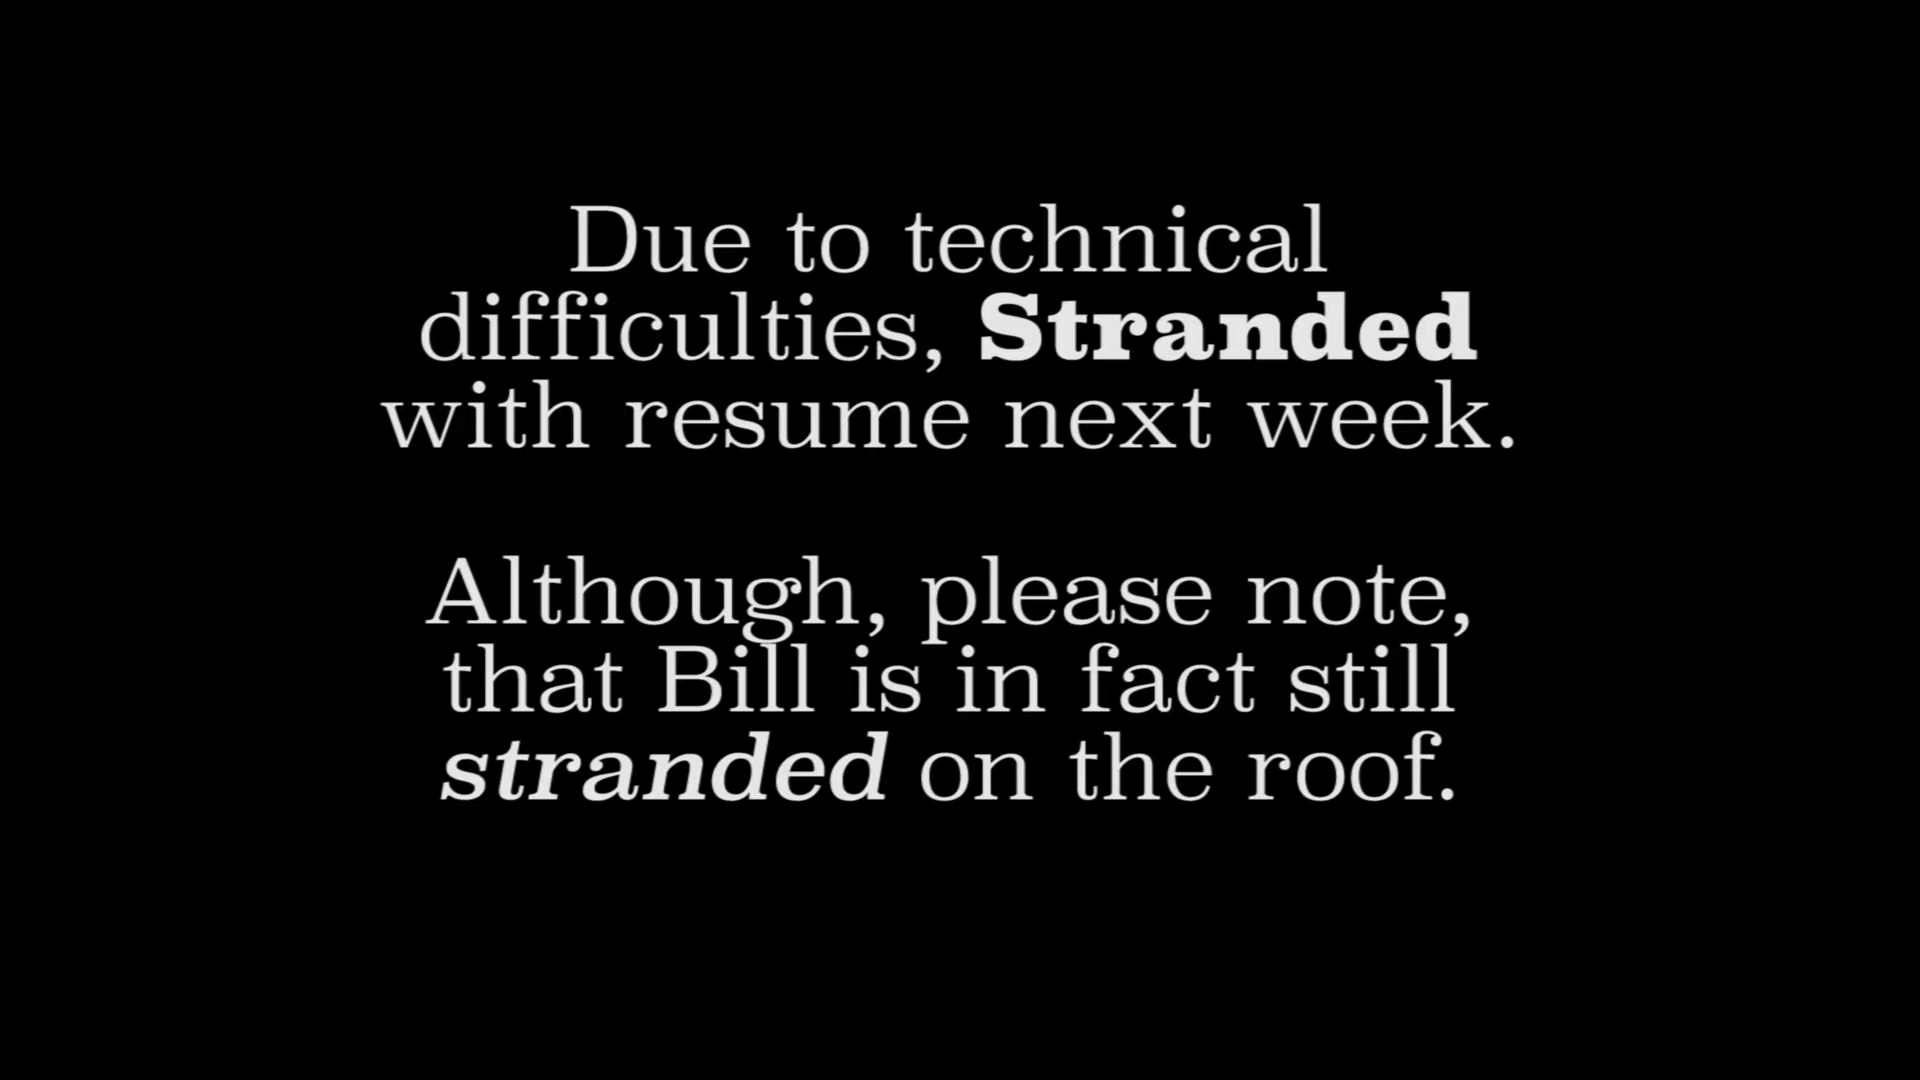 Due to technical
difficulties, Stranded
with resume next week.
Although, please note,
that Bill is in fact still
stranded on the roof.